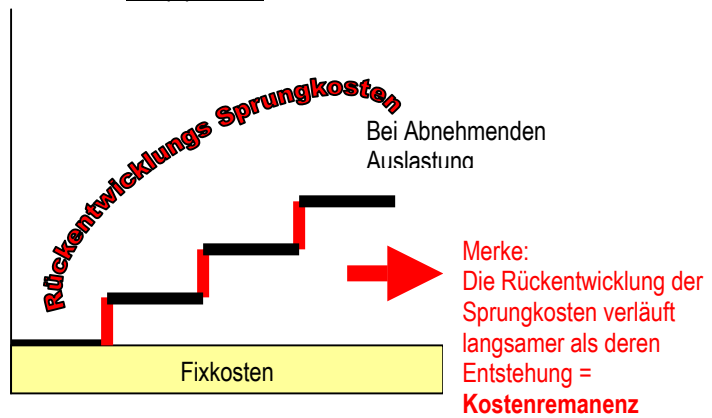 Rückentwicklungs Sprungkosten
Bei Abnehmenden
Auslastung
Merke:
Die Rückentwicklung der
Sprungkosten verläuft
langsamer als deren
Entstehung =
Kostenremanenz
Fixkosten